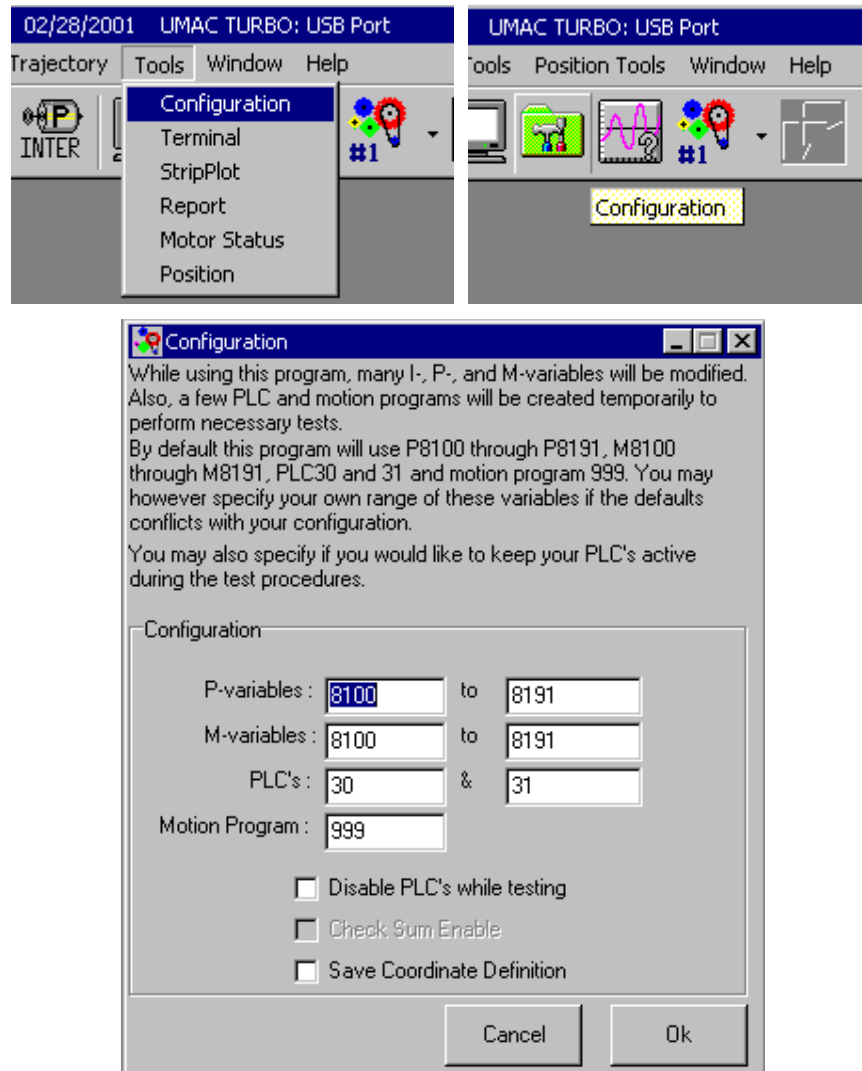 02/28/2001 UMAC TURBO: USB Port
Trajectory Tools Window Help
INTER
#1
Configuration
Terminal
StripPlot
Report
Motor Status
Position
UMAC TURBO: USB Port
Tools Position Tools Window Help
#1
Configuration
Configuration
While using this program, many I-, P-, and M-variables will be modified.
Also, a few PLC and motion programs will be created temporarily to
perform necessary tests.
By default this program will use P8100 through P8191, M8100
through M8191, PLC30 and 31 and motion program 999. You may
however specify your own range of these variables if the defaults
conflicts with your configuration.
You may also specify if you would like to keep your PLC's active
during the test procedures.
Configuration
P-variables : 8100 to 8191
M-variables : 8100 to 8191
PLC's : 30 & 31
Motion Program : 999
Disable PLC's while testing
Check Sum Enable
Save Coordinate Definition
Cancel Ok